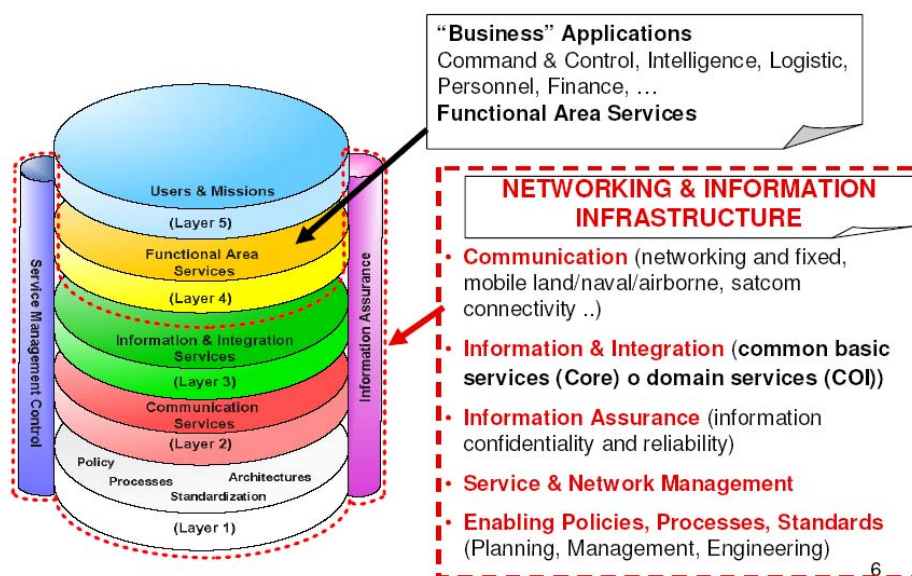 “Business” Applications
Command & Control, Intelligence, Logistic,
Personnel, Finance, …
Functional Area Services
Users & Missions
(Layer 5)
Functional Area
Services
(Layer 4)
Information & Integration
Services
(Layer 3)
Communication
Services
(Layer 2)
Policy
Processes
Architectures
Standardization
(Layer 1)
Service Management Control
Information Assurance
NETWORKING & INFORMATION
INFRASTRUCTURE
• Communication (networking and fixed,
mobile land/naval/airborne, satcom
connectivity ..)
• Information & Integration (common basic
services (Core) o domain services (COI))
• Information Assurance (information
confidentiality and reliability)
• Service & Network Management
• Enabling Policies, Processes, Standards
(Planning, Management, Engineering)
6